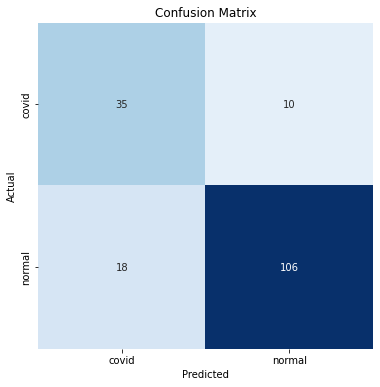 Confusion Matrix
covid
35
10
Actual
normal
18
106
covid
normal
Predicted